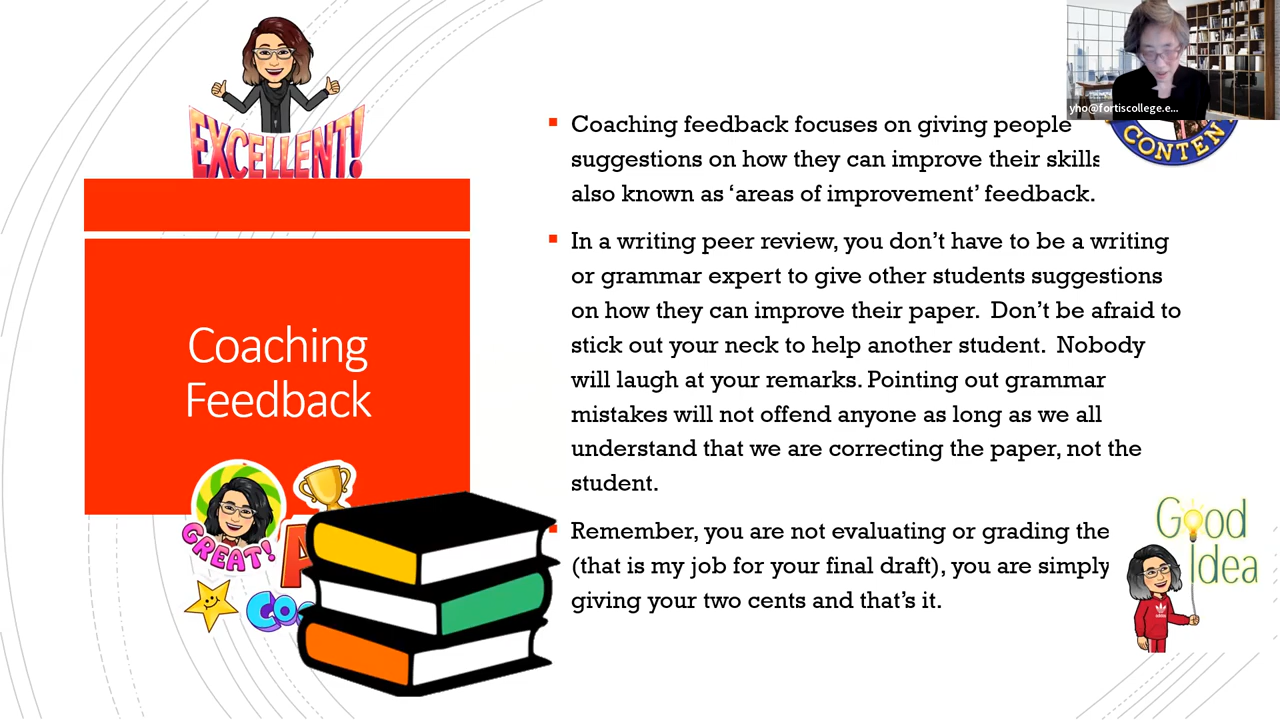 EXCELLENT!
Coaching
Feedback
GREAT!
A
Coaching feedback focuses on giving people
suggestions on how they can improve their skills
also known as ‘areas of improvement’ feedback.
In a writing peer review, you don’t have to be a writing
or grammar expert to give other students suggestions
on how they can improve their paper.  Don’t be afraid to
stick out your neck to help another student.  Nobody
will laugh at your remarks. Pointing out grammar
mistakes will not offend anyone as long as we all
understand that we are correcting the paper, not the
student.
Remember, you are not evaluating or grading the
(that is my job for your final draft), you are simply
giving your two cents and that’s it.
yho@fortiscollege.e...
CONTEN
Good
Idea